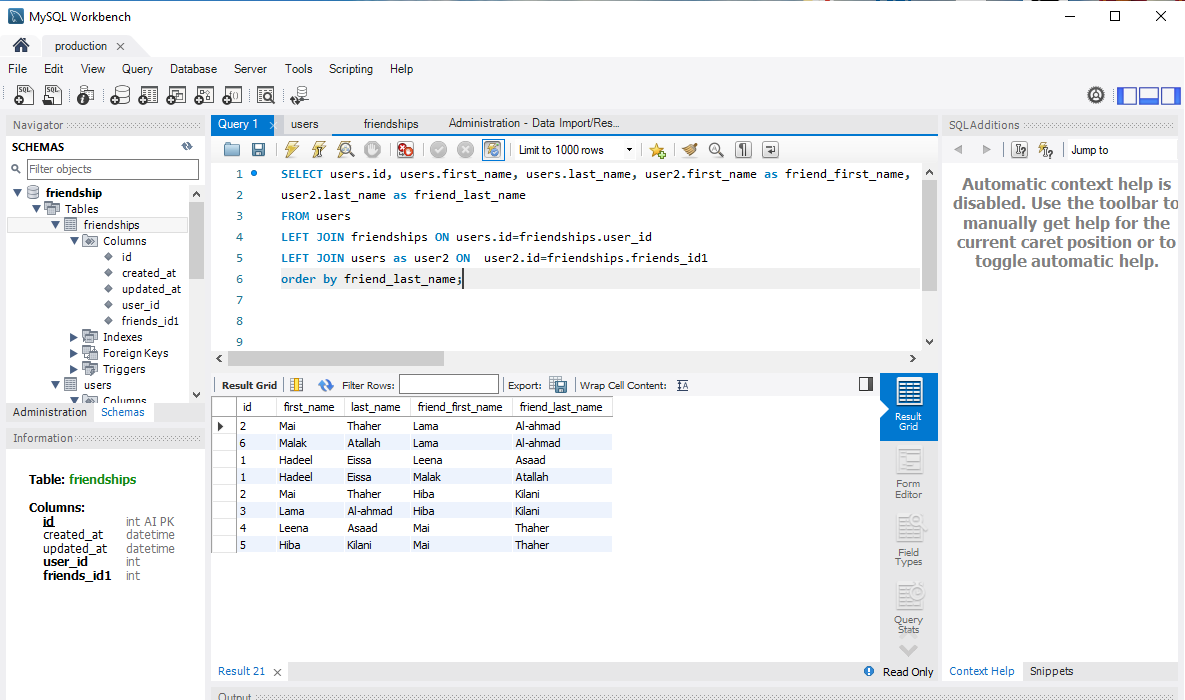 MySQL Workbench
production
File Edit View Query Database Server Tools Scripting Help
Navigator
SCHEMAS
Filter objects
friendship
Tables
friendships
Columns
id
created_at
updated_at
user_id
friends_id1
Indexes
Foreign Keys
Triggers
users
Columns
Administration Schemas
Information
Table: friendships
Columns:
id int AI PK
created_at datetime
updated_at datetime
user_id int
friends_id1 int
Query 1 users friendships Administration - Data Import/Res...
Limit to 1000 rows
1 SELECT users.id, users.first_name, users.last_name, user2.first_name as friend_first_name,
2 user2.last_name as friend_last_name
3 FROM users
4 LEFT JOIN friendships ON users.id=friendships.user_id
5 LEFT JOIN users as user2 ON user2.id=friendships.friends_id1
6 order by friend_last_name;
7
8
9
Result Grid Filter Rows: Export: Wrap Cell Content:
id first_name last_name friend_first_name friend_last_name
2 Mai Thaher Lama Al-ahmad
6 Malak Atallah Lama Al-ahmad
1 Hadeel Eissa Leena Asaad
1 Hadeel Eissa Malak Atallah
2 Mai Thaher Hiba Kilani
3 Lama Al-ahmad Hiba Kilani
4 Leena Asaad Mai Thaher
5 Hiba Kilani Mai Thaher
Result
Grid
Form
Editor
Field
Types
Query
Stats
Result 21
Read Only
Output
SQLAdditions
Jump to
Automatic context help is
disabled. Use the toolbar to
manually get help for the
current caret position or to
toggle automatic help.
Context Help Snippets